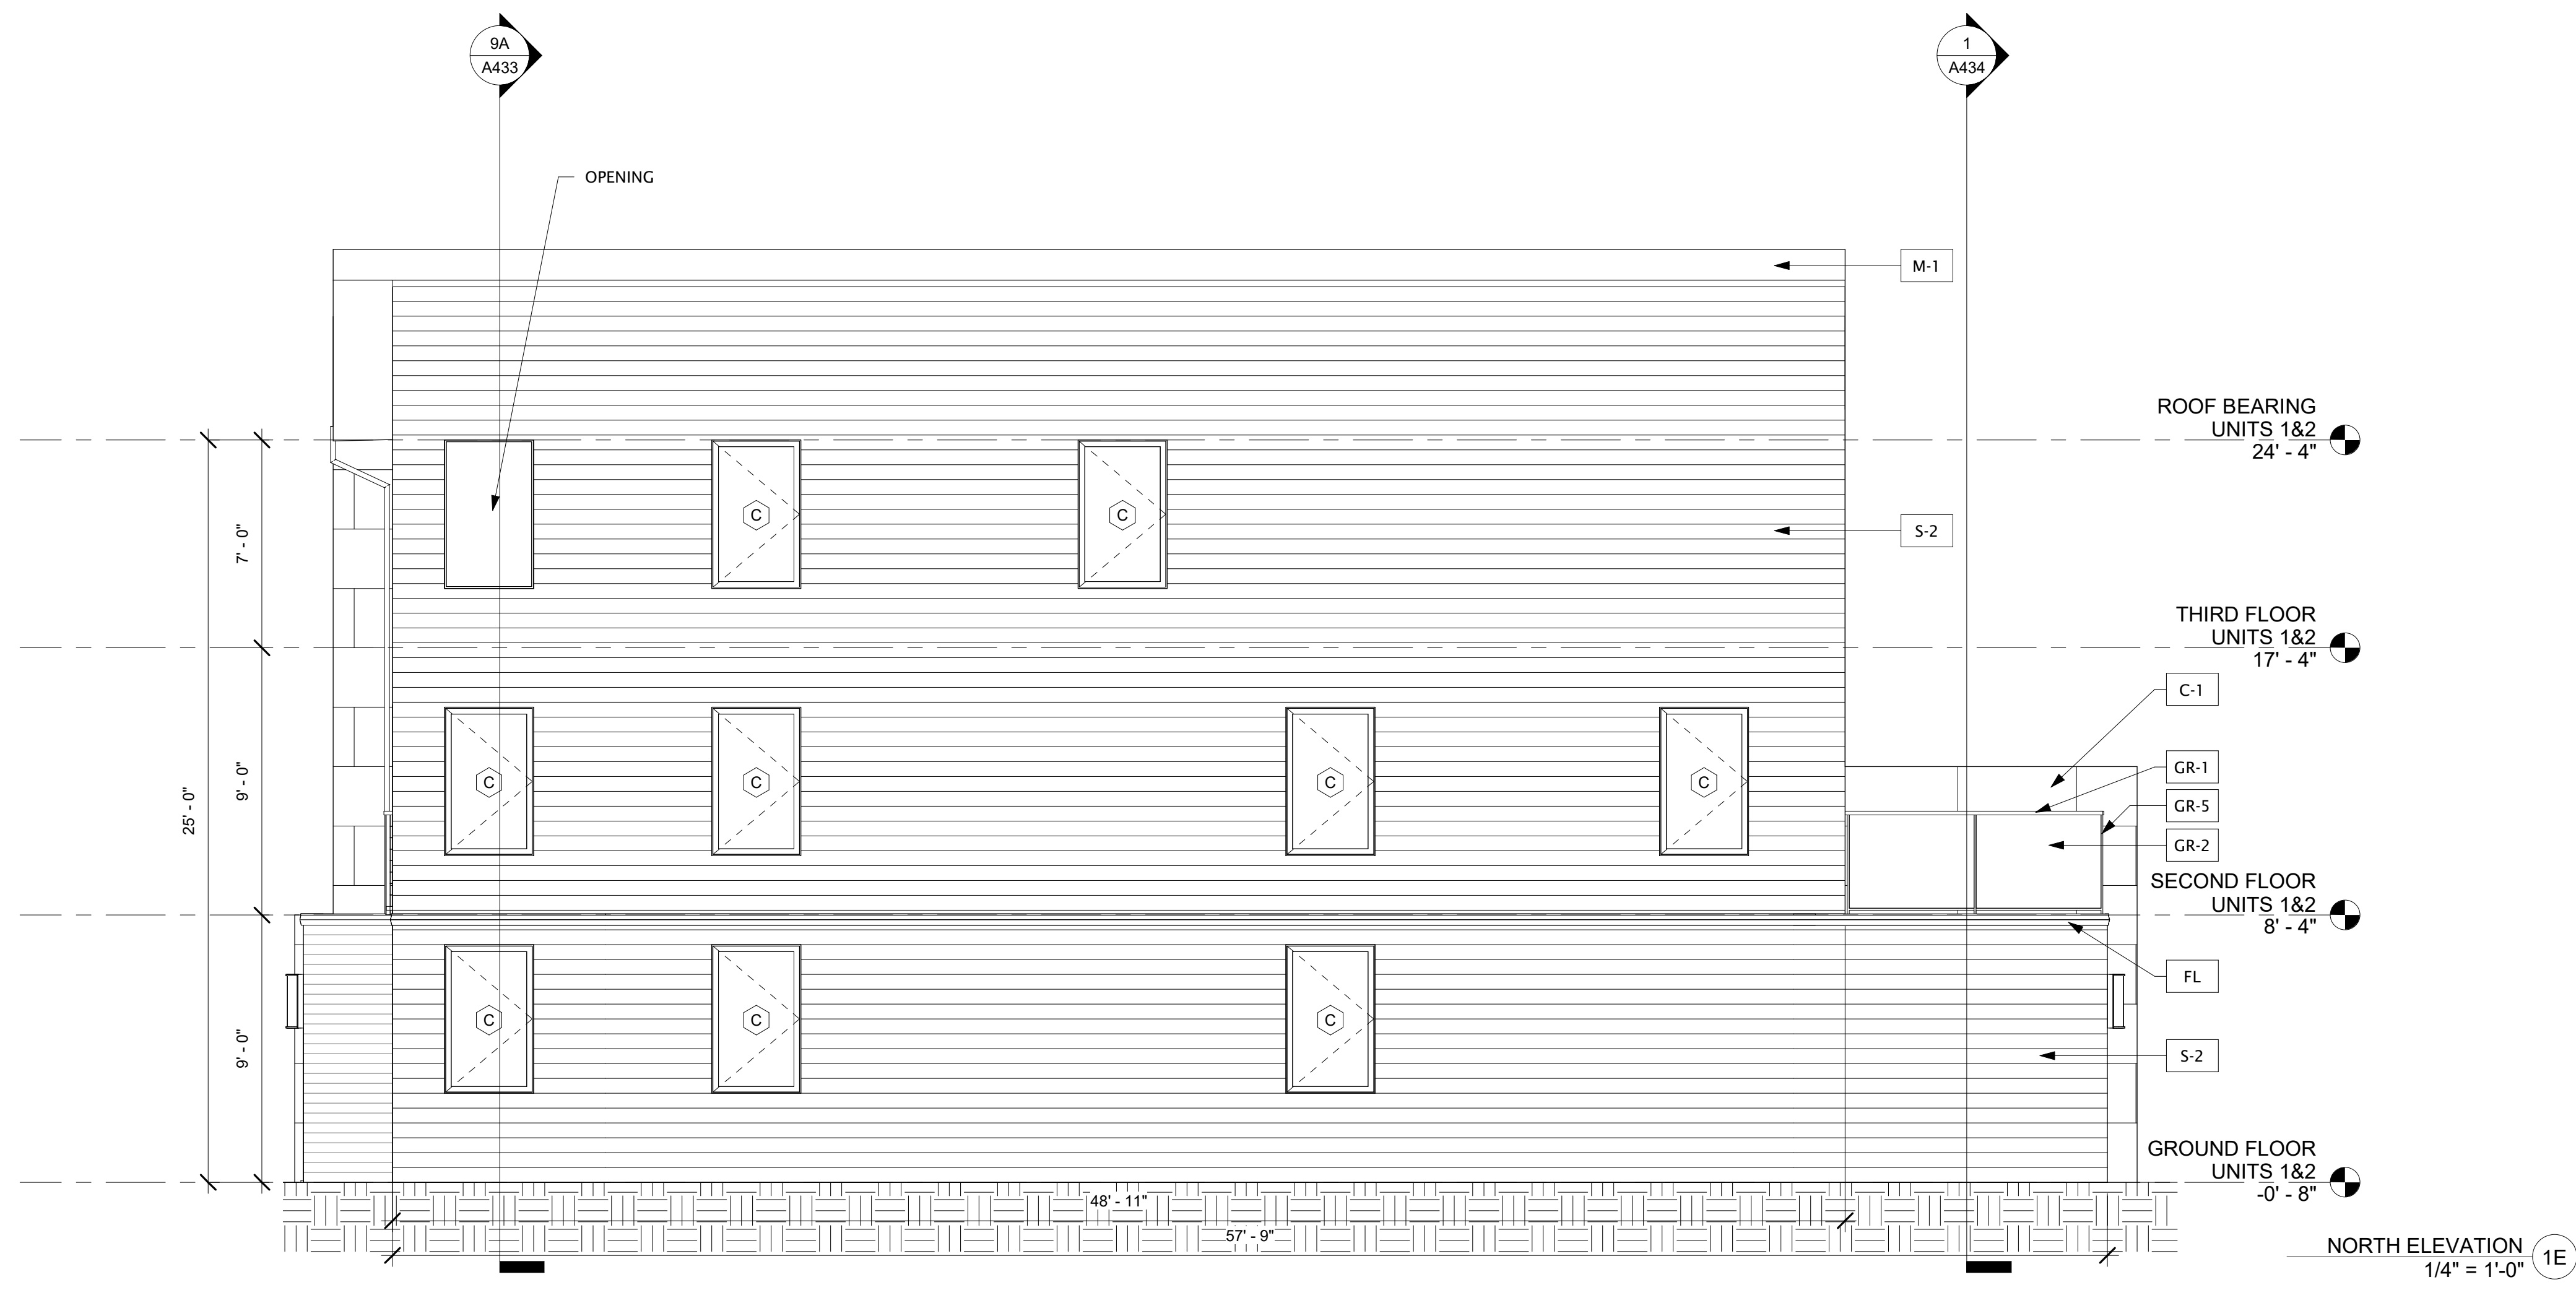 9A
A433
1
A434
OPENING
M-1
ROOF BEARING
UNITS 1&2
24' - 4"
C
C
S-2
7' - 0"
THIRD FLOOR
UNITS 1&2
17' - 4"
C-1
GR-1
C
C
C
C
9' - 0"
25' - 0"
GR-5
GR-2
SECOND FLOOR
UNITS 1&2
8' - 4"
FL
C
C
C
9' - 0"
S-2
GROUND FLOOR
UNITS 1&2
-0' - 8"
48' - 11"
57' - 9"
NORTH ELEVATION
1/4" = 1'-0"
1E